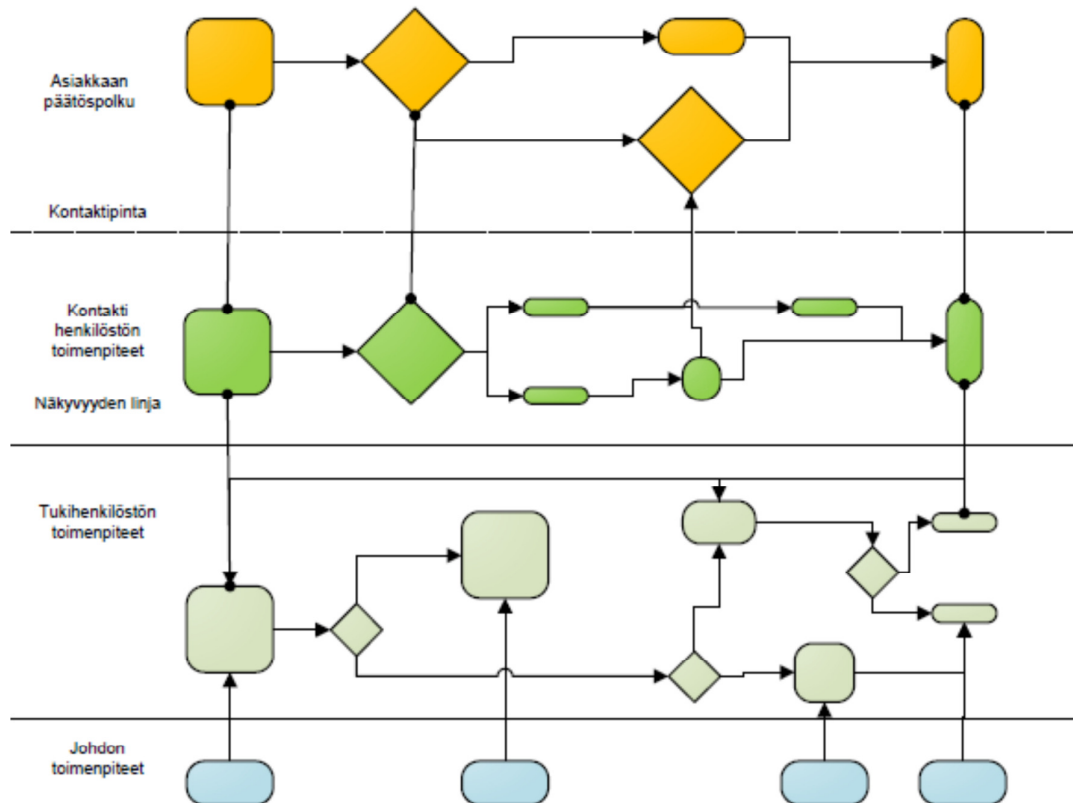 Asiakkaan
päätöspolku
Kontaktipinta
Kontakti
henkilöstön
toimenpiteet
Näkyvyyden linja
Tukihenkilöstön
toimenpiteet
Johdon
toimenpiteet